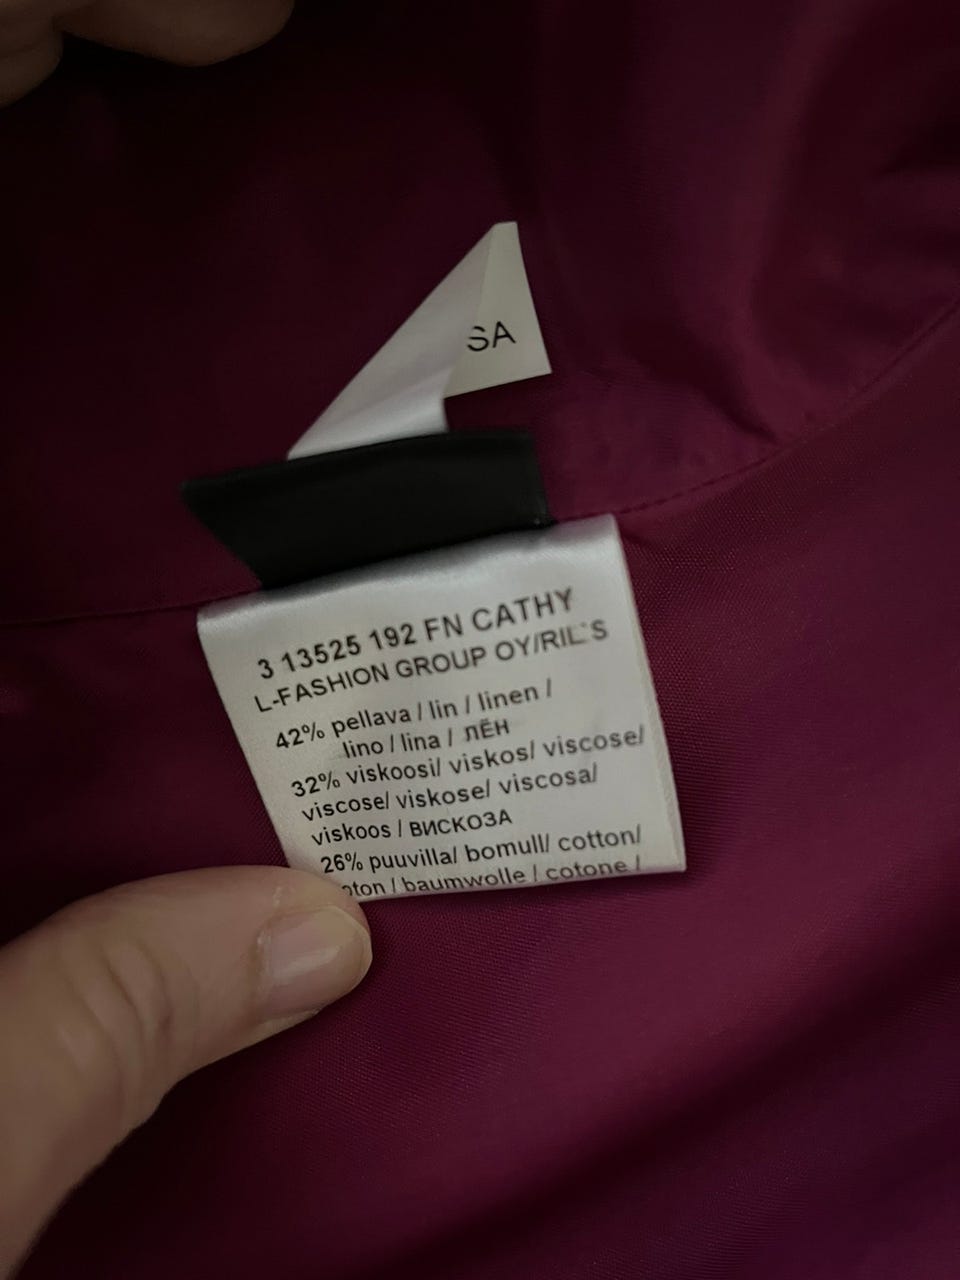 SA
3 13525 192 FN CATHY
L-FASHION GROUP OY/RIL'S
42% pellava / lin / linen /
lino / lina / ЛЁН
32% viskoosi/ viskos/ viscose/
viscose/ viskose/ viscosa/
viskoos / ВИСКОЗА
26% puuvilla/ bomull/ cotton/
oton / baumwolle / cotone /